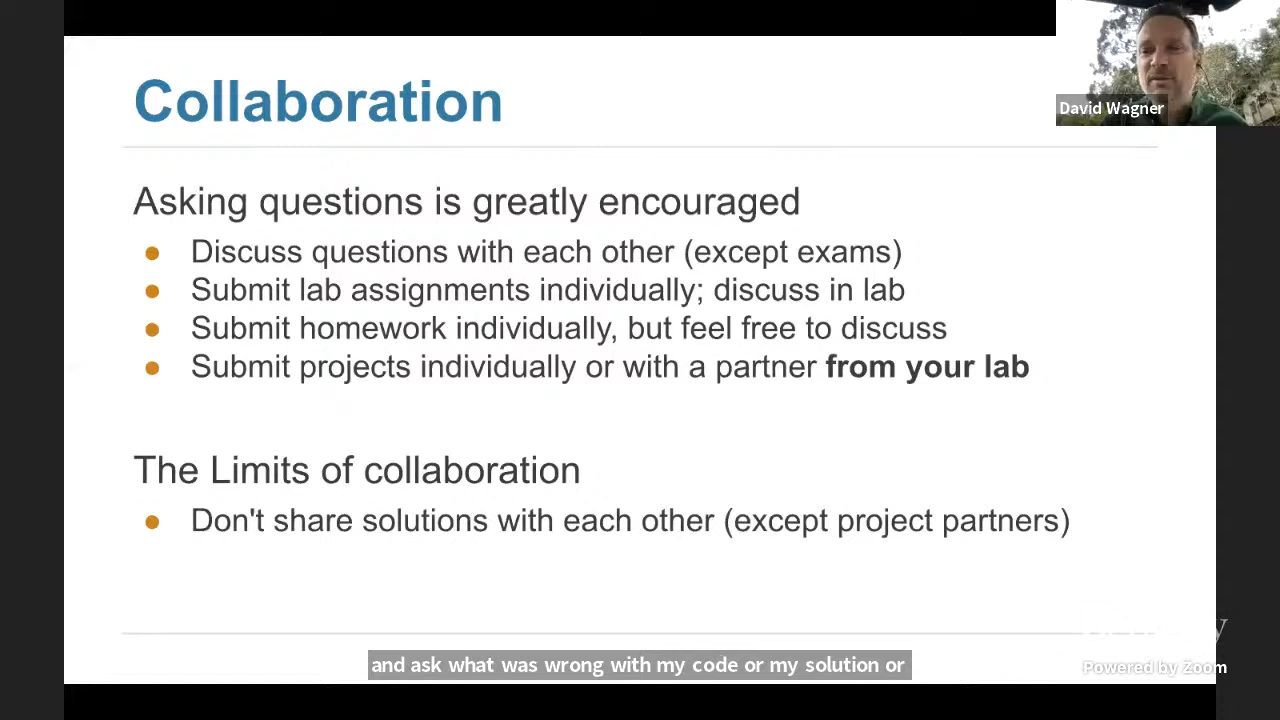 Collaboration
David Wagner
Asking questions is greatly encouraged
Discuss questions with each other (except exams)
Submit lab assignments individually; discuss in lab
Submit homework individually, but feel free to discuss
Submit projects individually or with a partner from your lab
The Limits of collaboration
Don't share solutions with each other (except project partners)
and ask what was wrong with my code or my solution or
Powered by Zoom